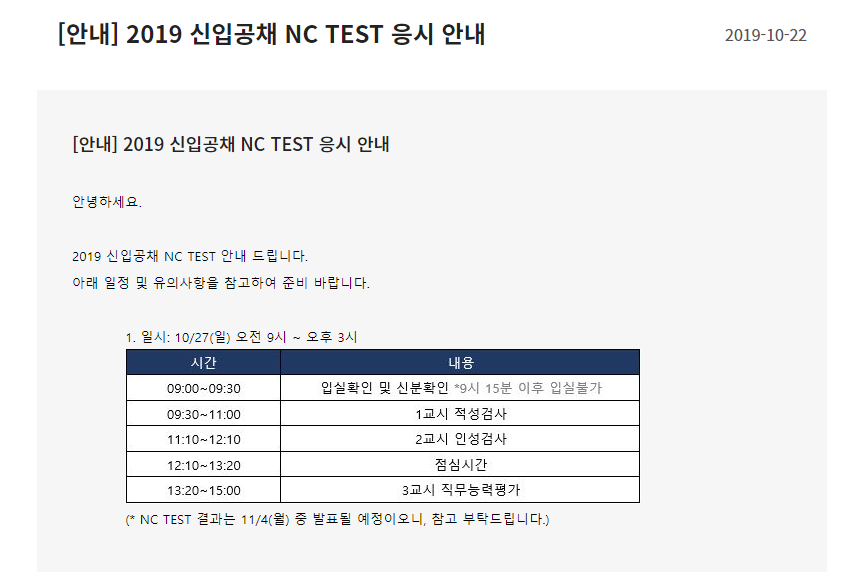 [안내] 2019 신입공채 NC TEST 응시 안내
2019-10-22
[안내] 2019 신입공채 NC TEST 응시 안내
안녕하세요.
2019 신입공채 NC TEST 안내 드립니다.
아래 일정 및 유의사항을 참고하여 준비 바랍니다.
1. 일시: 10/27(일) 오전 9시 ~ 오후 3시
시간 내용
09:00~09:30 입실확인 및 신분확인 *9시 15분 이후 입실불가
09:30~11:00 1교시 적성검사
11:10~12:10 2교시 인성검사
12:10~13:20 점심시간
13:20~15:00 3교시 직무능력평가
(* NC TEST 결과는 11/4(월) 중 발표될 예정이오니, 참고 부탁드립니다.)